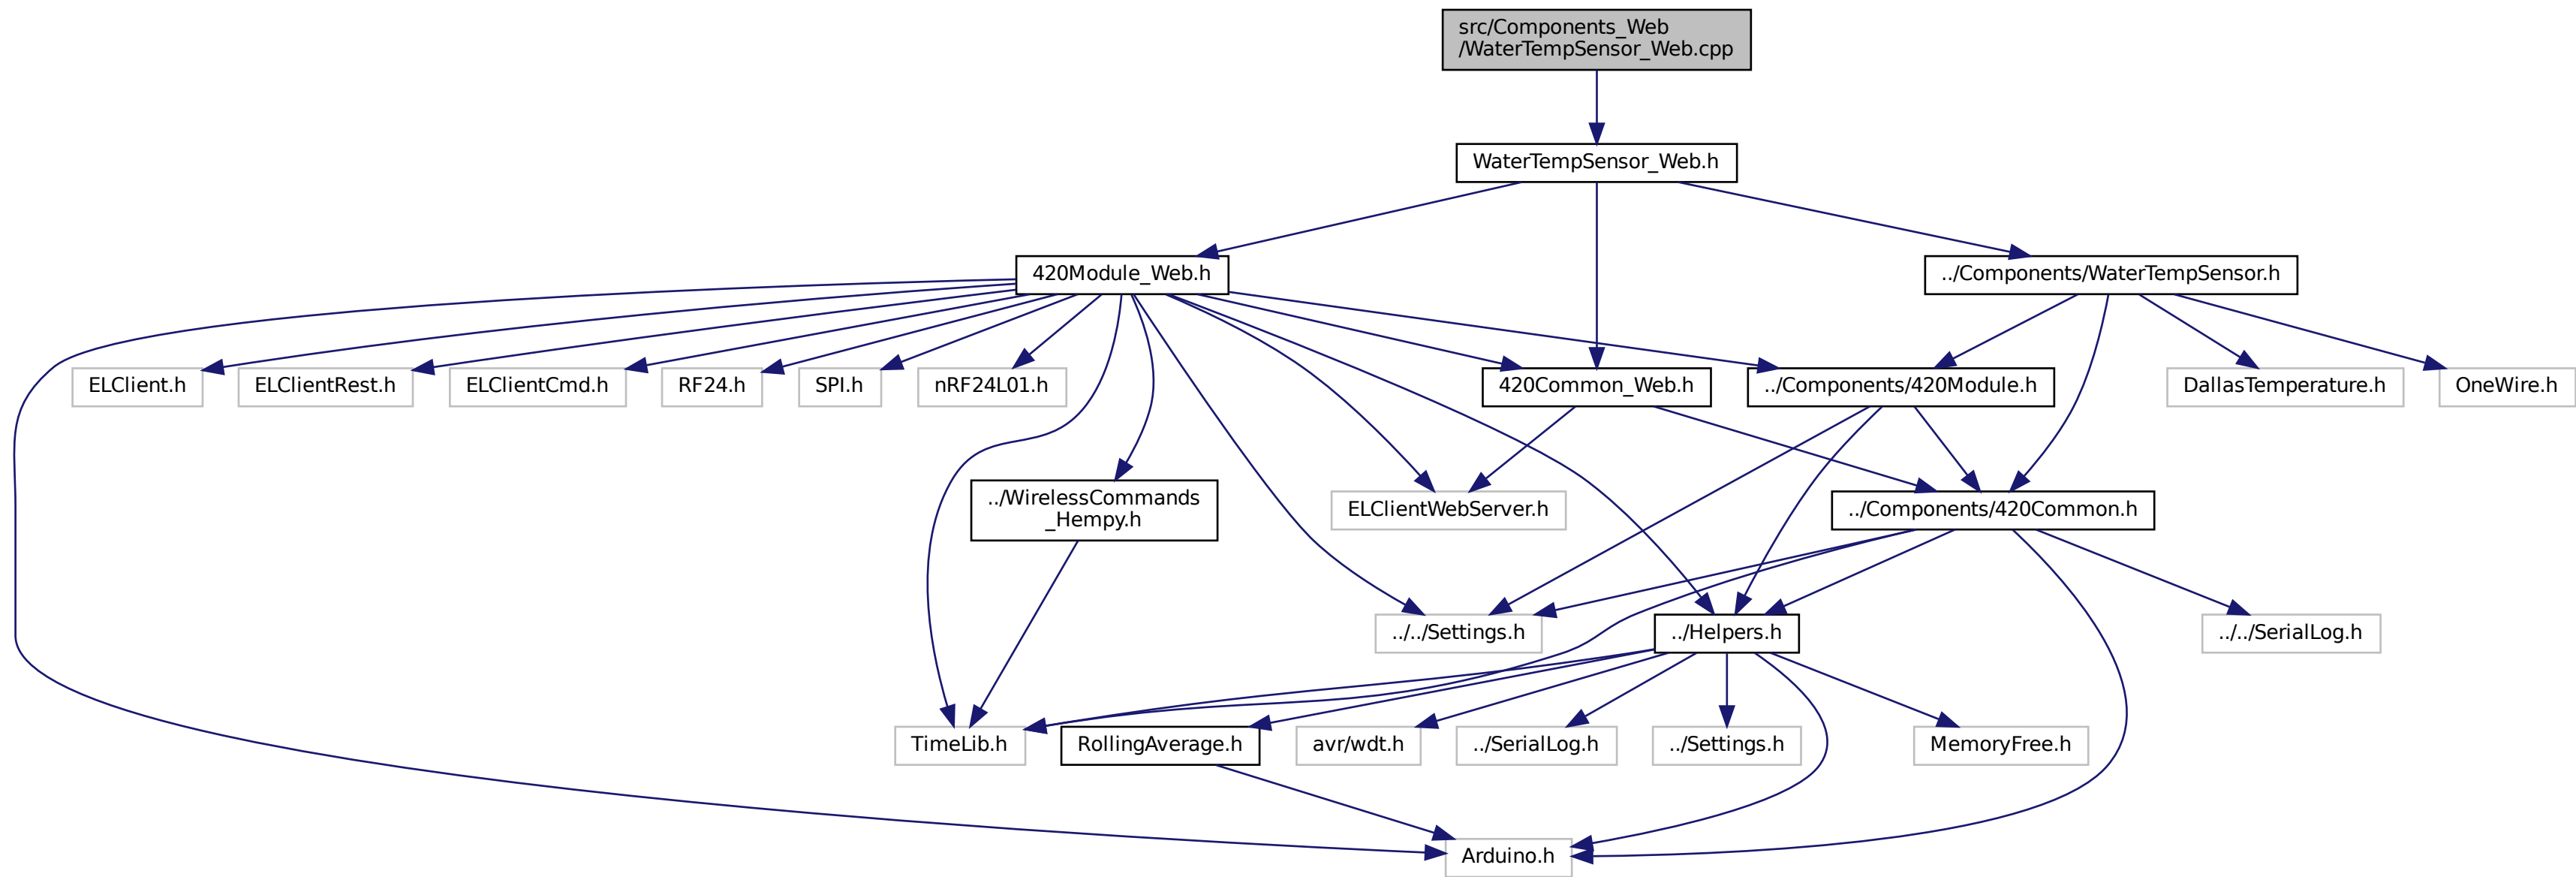 src/Components_Web
/WaterTempSensor_Web.cpp
WaterTempSensor_Web.h
420Module_Web.h
../Components/WaterTempSensor.h
ELClient.h
ELClientRest.h
ELClientCmd.h
RF24.h
SPI.h
nRF24L01.h
420Common_Web.h
../Components/420Module.h
DallasTemperature.h
OneWire.h
../WirelessCommands
_Hempy.h
ELClientWebServer.h
../Components/420Common.h
../../Settings.h
../Helpers.h
../../SerialLog.h
TimeLib.h
RollingAverage.h
avr/wdt.h
../SerialLog.h
../Settings.h
MemoryFree.h
Arduino.h